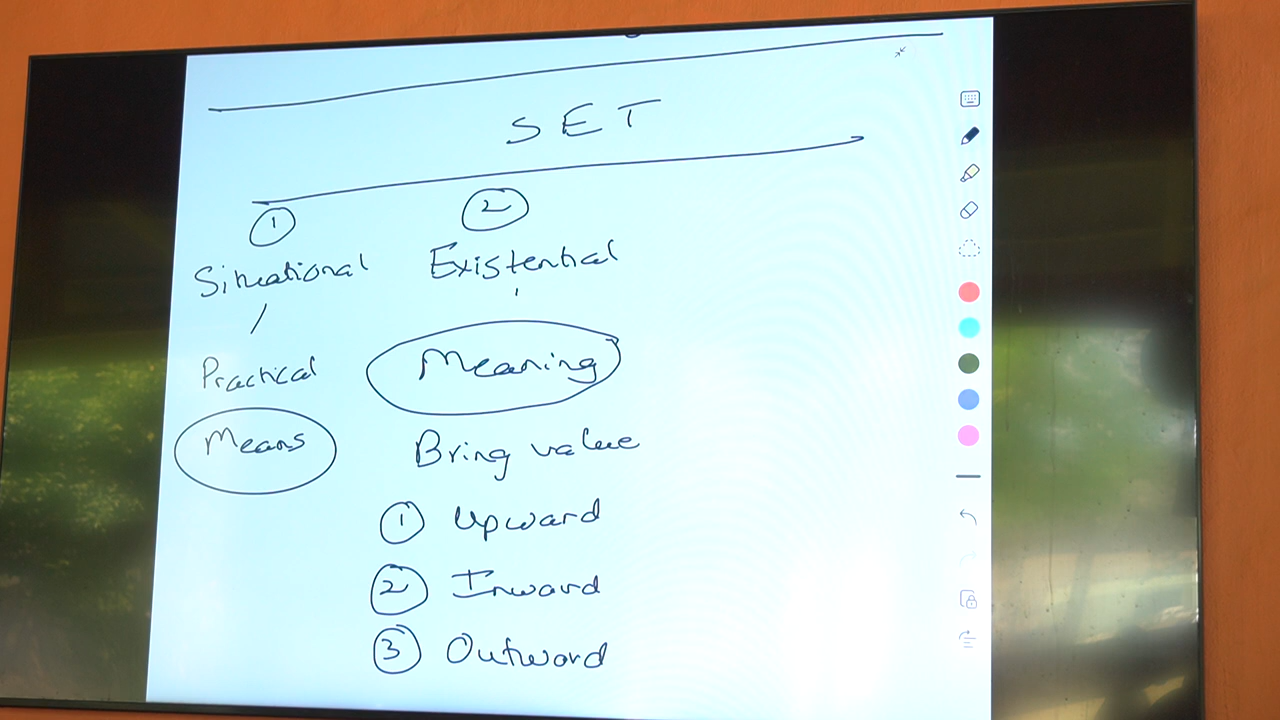 SET
1 2
Situational Existential
Practical Meaning
Means Bring value
1 Upward
2 Inward
3 Outward